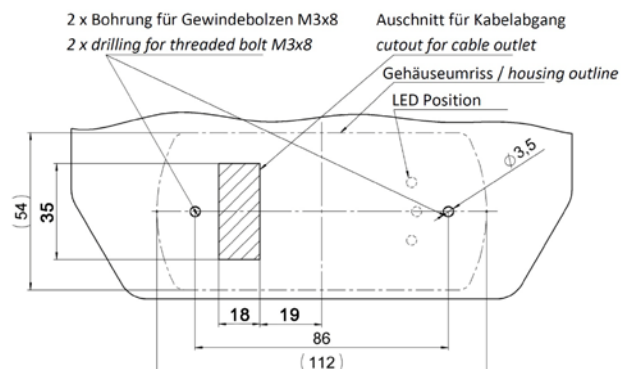 2 x Bohrung für Gewindebolzen M3x8
2 x drilling for threaded bolt M3x8
Auschnitt für Kabelabgang
cutout for cable outlet
Gehäuseumriss / housing outline
LED Position
Ø3,5
(54)
35
18
19
86
(112)